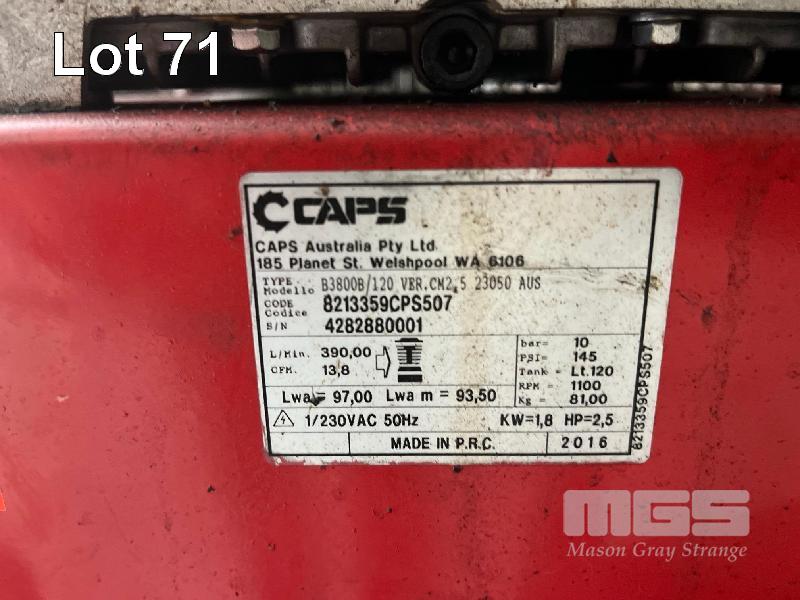 Lot 71
CAPS
CAPS Australia Pty Ltd.
185 Planet St. Welshpool WA 6106
TYPE B3800B/120 VER.CM2,5 23050 AUS
Modello
CODE 8213359CPS507
Codice
S/N 4282880001
L/Min. 390,00
CFM. 13,8
bar= 10
PSI= 145
Tank = Lt.120
RPM = 1100
Kg = 81,00
Lwa = 97,00 Lwa m = 93,50
1/230VAC 50Hz KW=1,8 HP=2,5
MADE IN P.R.C. 2016
8213359CPS507
MGS
Mason Gray Strange